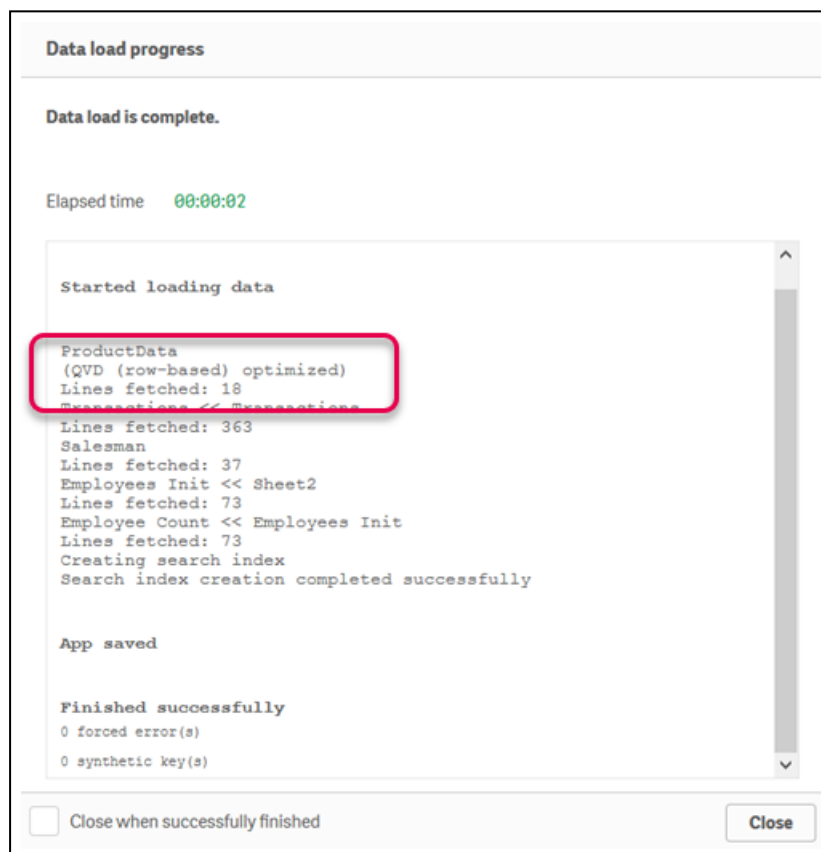 Data load progress
Data load is complete.
Elapsed time 00:00:02
Started loading data
ProductData
(QVD (row-based) optimized)
Lines fetched: 18
Transactions << Transactions
Lines fetched: 363
Salesman
Lines fetched: 37
Employees Init << Sheet2
Lines fetched: 73
Employee Count << Employees Init
Lines fetched: 73
Creating search index
Search index creation completed successfully
App saved
Finished successfully
0 forced error(s)
0 synthetic key(s)
Close when successfully finished
Close